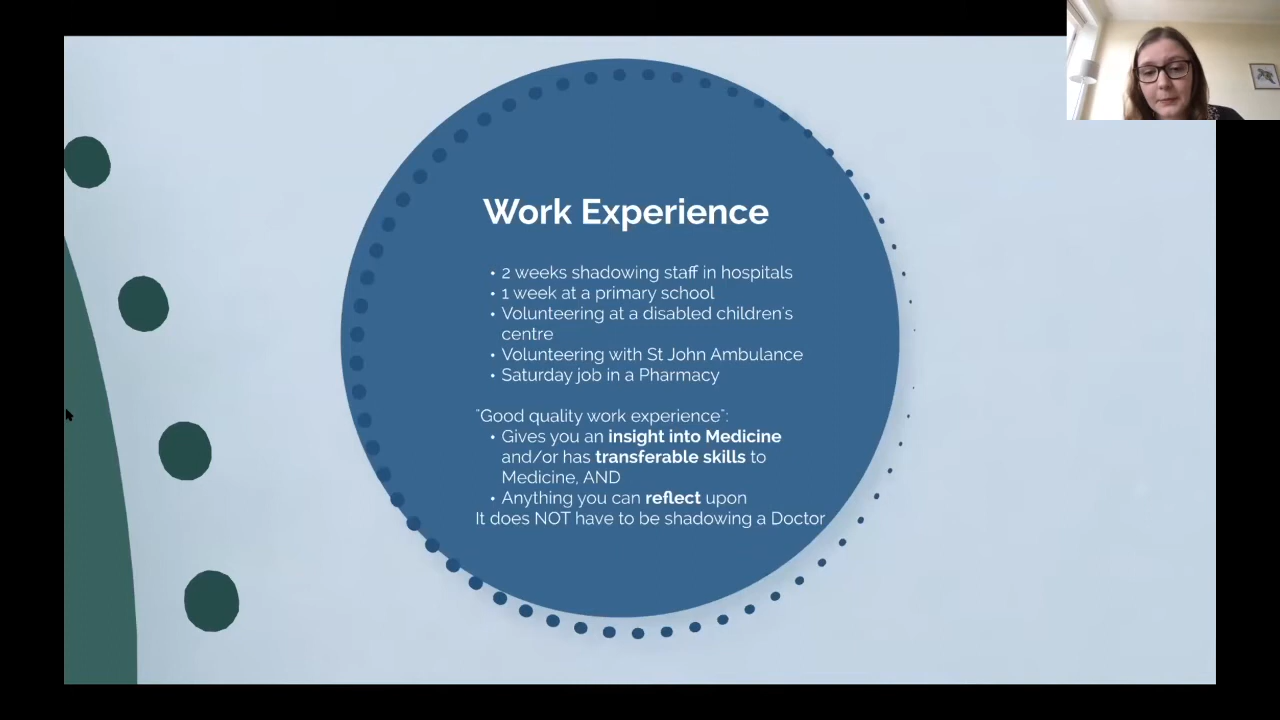 Work Experience
• 2 weeks shadowing staff in hospitals
• 1 week at a primary school
• Volunteering at a disabled children's
centre
• Volunteering with St John Ambulance
• Saturday job in a Pharmacy
"Good quality work experience":
• Gives you an insight into Medicine
and/or has transferable skills to
Medicine, AND
• Anything you can reflect upon
It does NOT have to be shadowing a Doctor